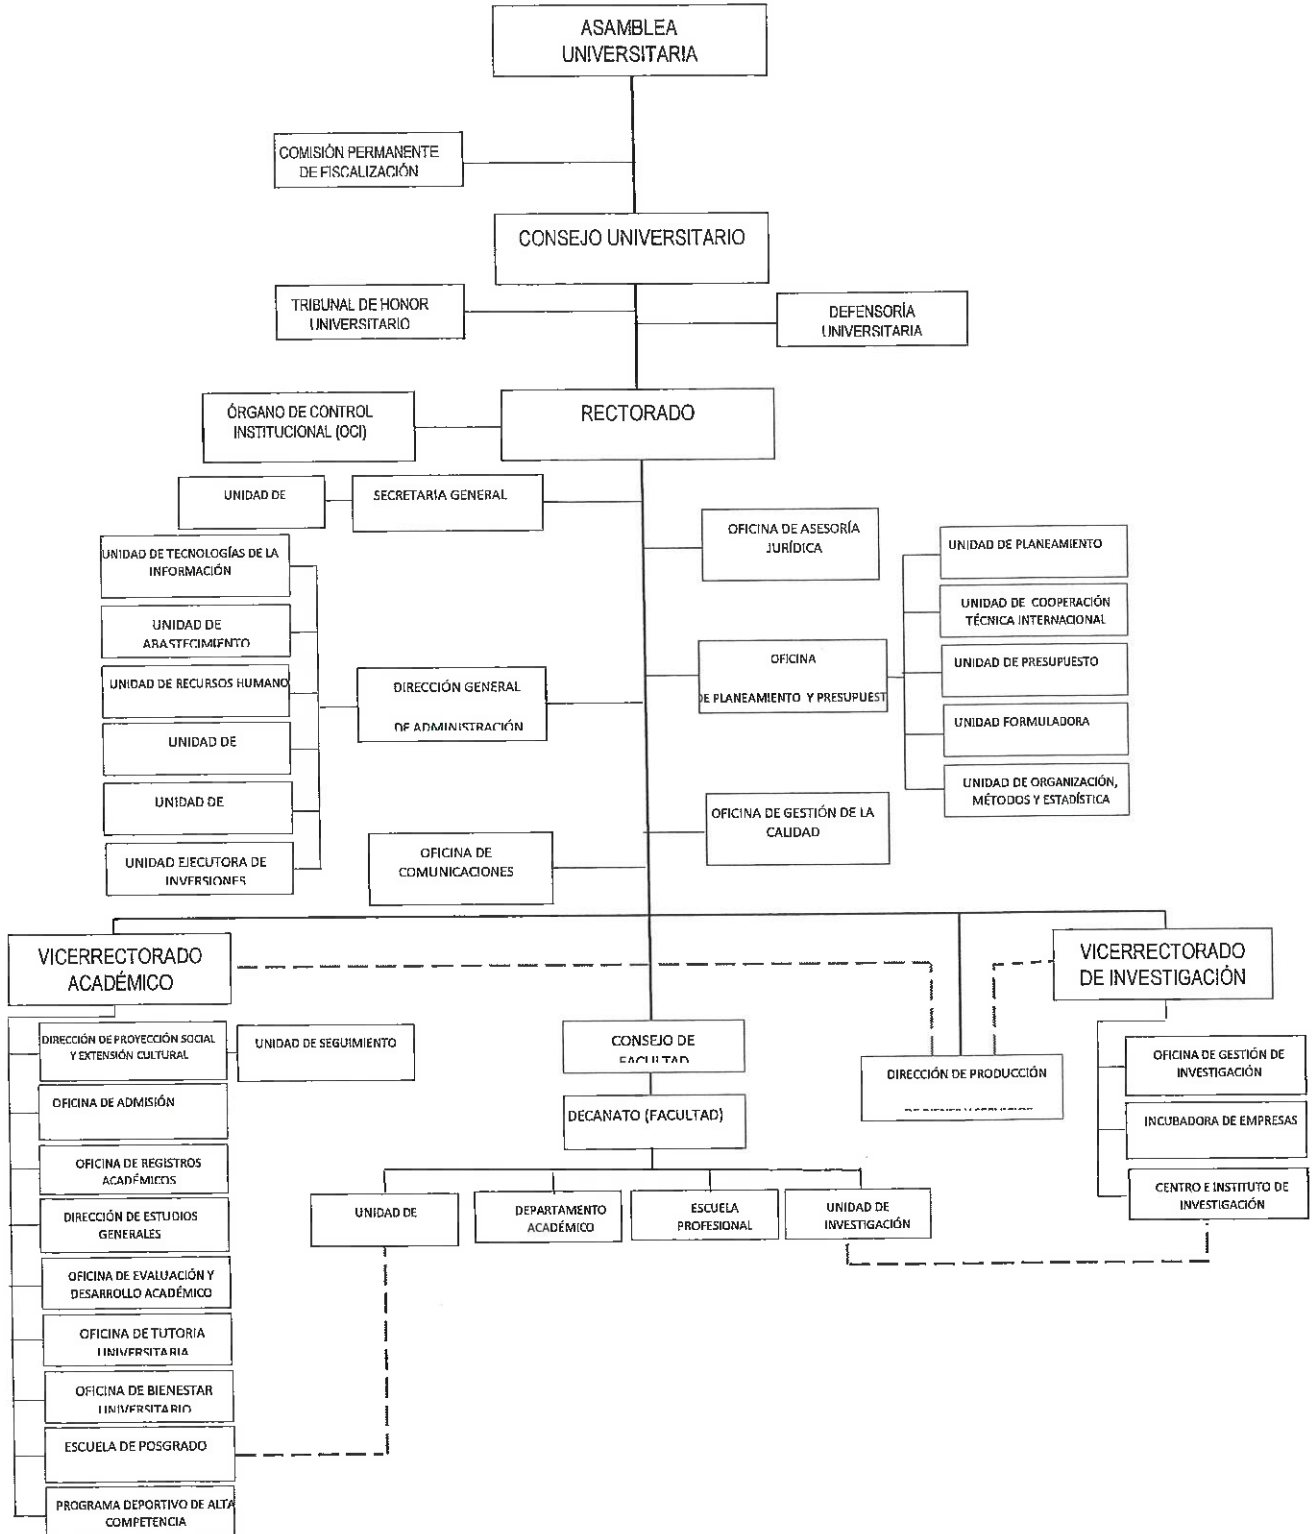 ASAMBLEA
UNIVERSITARIA
COMISIÓN PERMANENTE
DE FISCALIZACIÓN
CONSEJO UNIVERSITARIO
TRIBUNAL DE HONOR
UNIVERSITARIO
DEFENSORÍA
UNIVERSITARIA
RECTORADO
ÓRGANO DE CONTROL
INSTITUCIONAL (OCI)
UNIDAD DE
SECRETARIA GENERAL
OFICINA DE ASESORÍA
JURÍDICA
UNIDAD DE TECNOLOGÍAS DE LA
INFORMACIÓN
UNIDAD DE
ABASTECIMIENTO
UNIDAD DE RECURSOS HUMANO
UNIDAD DE
UNIDAD DE
UNIDAD EJECUTORA DE
INVERSIONES
DIRECCIÓN GENERAL
DE ADMINISTRACIÓN
OFICINA
DE PLANEAMIENTO Y PRESUPUEST
UNIDAD DE PLANEAMIENTO
UNIDAD DE COOPERACIÓN
TÉCNICA INTERNACIONAL
UNIDAD DE PRESUPUESTO
UNIDAD FORMULADORA
UNIDAD DE ORGANIZACIÓN,
MÉTODOS Y ESTADÍSTICA
OFICINA DE GESTIÓN DE LA
CALIDAD
OFICINA DE
COMUNICACIONES
VICERRECTORADO
ACADÉMICO
VICERRECTORADO
DE INVESTIGACIÓN
DIRECCIÓN DE PROYECCIÓN SOCIAL
Y EXTENSIÓN CULTURAL
UNIDAD DE SEGUIMIENTO
OFICINA DE ADMISIÓN
OFICINA DE REGISTROS
ACADÉMICOS
DIRECCIÓN DE ESTUDIOS
GENERALES
OFICINA DE EVALUACIÓN Y
DESARROLLO ACADÉMICO
OFICINA DE TUTORIA
UNIVERSITARIA
OFICINA DE BIENESTAR
UNIVERSITARIO
ESCUELA DE POSGRADO
PROGRAMA DEPORTIVO DE ALTA
COMPETENCIA
CONSEJO DE
FACULTAD
DECANATO (FACULTAD)
UNIDAD DE
DEPARTAMENTO
ACADÉMICO
ESCUELA
PROFESIONAL
UNIDAD DE
INVESTIGACIÓN
DIRECCIÓN DE PRODUCCIÓN
OFICINA DE GESTIÓN DE
INVESTIGACIÓN
INCUBADORA DE EMPRESAS
CENTRO E INSTITUTO DE
INVESTIGACIÓN